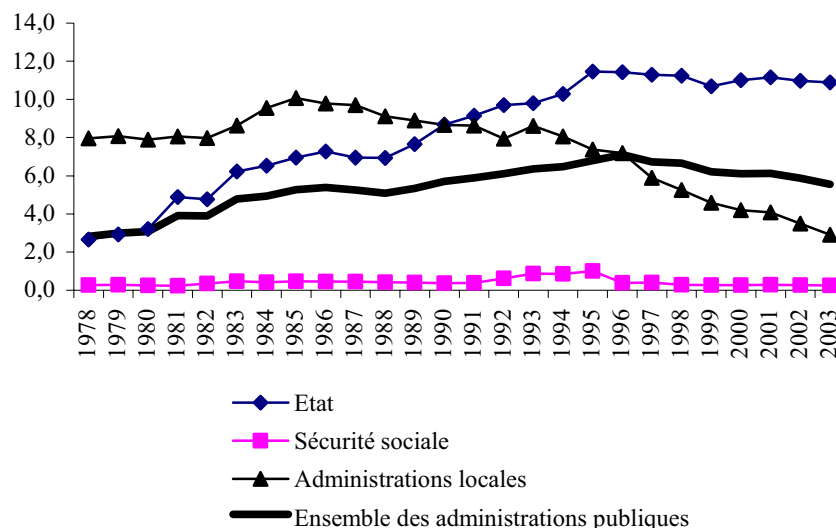 14,0
12,0
10,0
8,0
6,0
4,0
2,0
0,0
1978 1979 1980 1981 1982 1983 1984 1985 1986 1987 1988 1989 1990 1991 1992 1993 1994 1995 1996 1997 1998 1999 2000 2001 2002 2003
Etat
Sécurité sociale
Administrations locales
Ensemble des administrations publiques